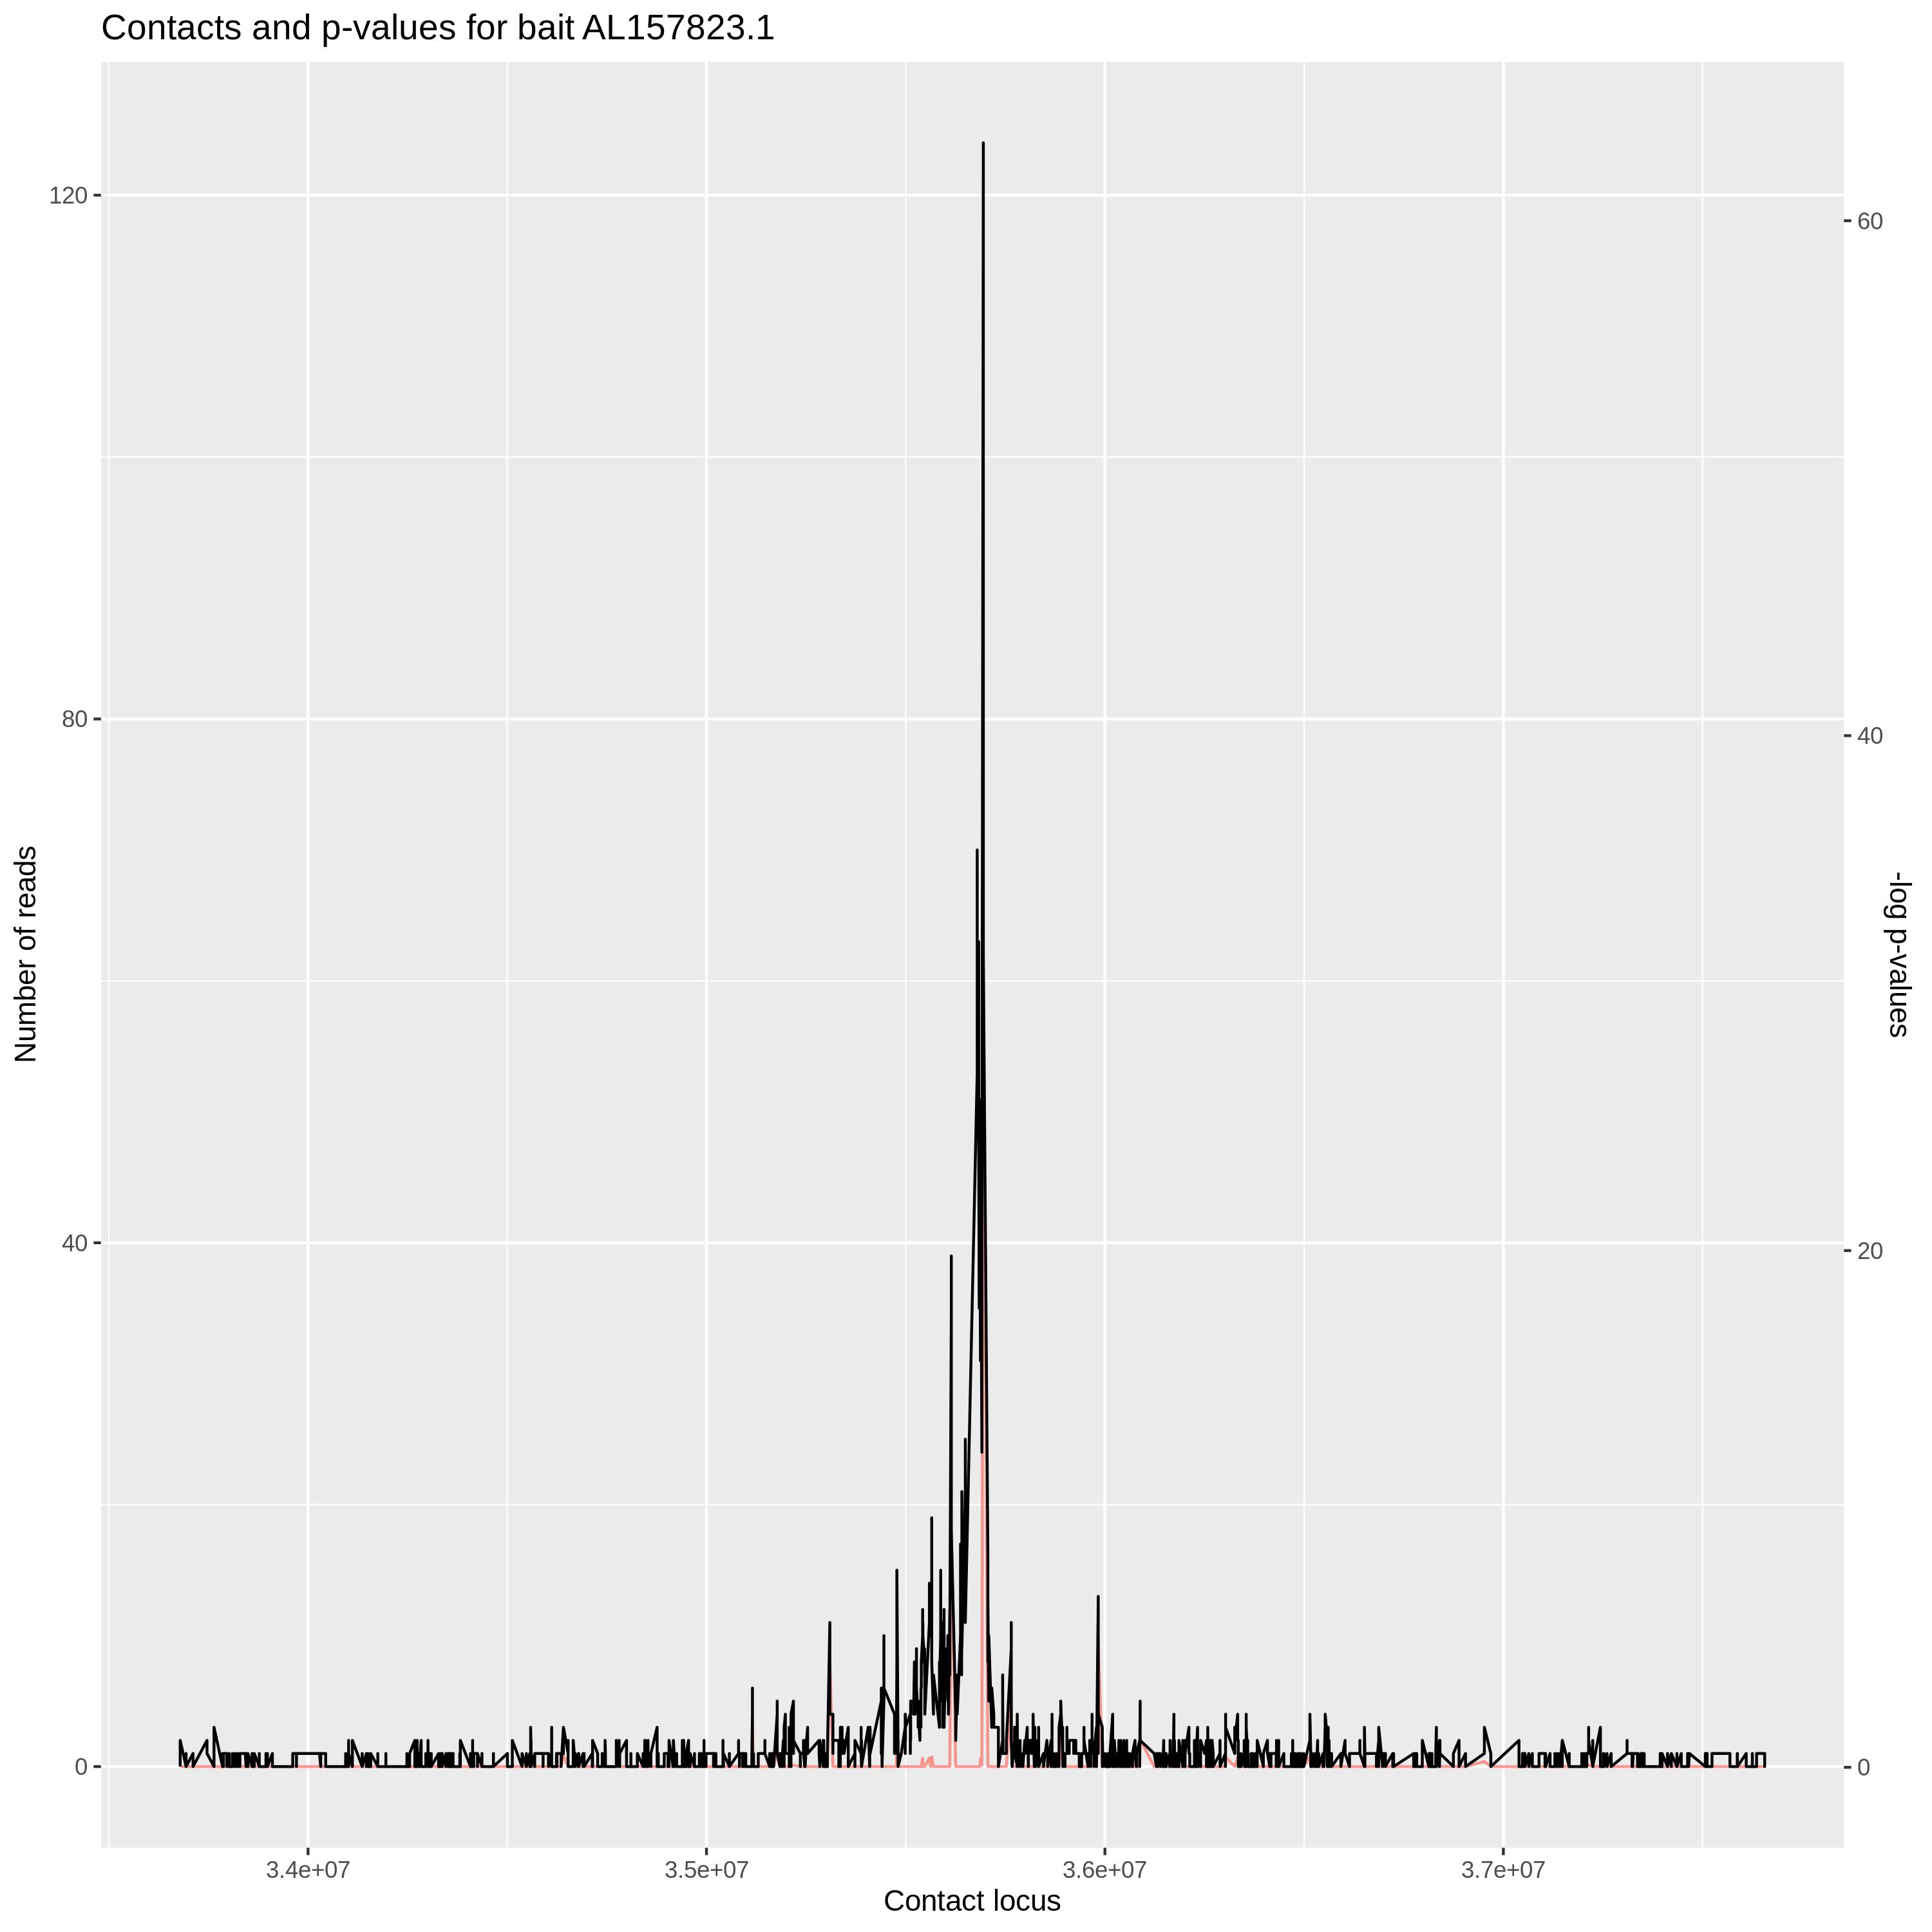 Contacts and p-values for bait AL157823.1
120
80
40
0
Number of reads
60
40
20
0
-log p-values
3.4e+07 3.5e+07 3.6e+07 3.7e+07
Contact locus